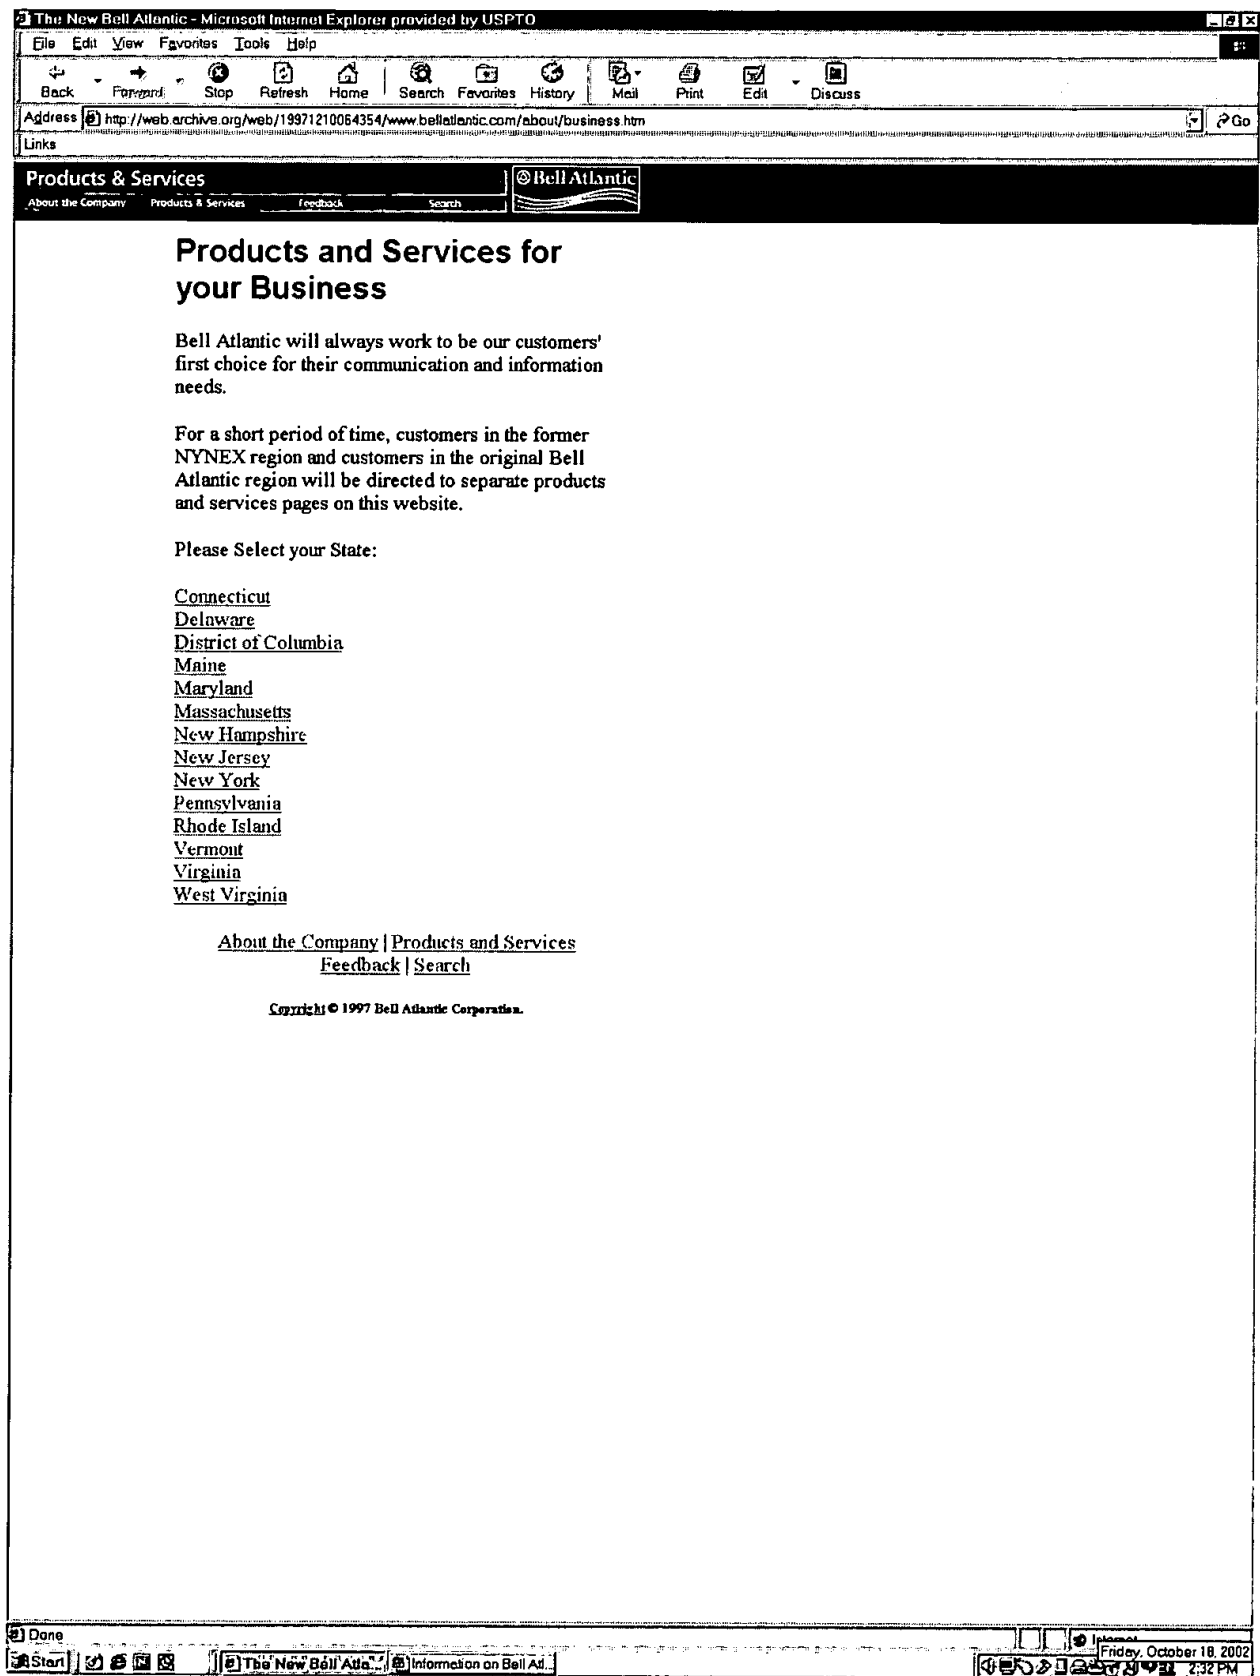 The New Bell Atlantic - Microsoft Internet Explorer provided by USPTO
File Edit View Favorites Tools Help
Back Forward Stop Refresh Home Search Favorites History Mail Print Edit Discuss
Address http://web.archive.org/web/19971210064354/www.bellatlantic.com/about/business.htm Go
Links
Products & Services
Bell Atlantic
About the Company Products & Services Feedback Search
Products and Services for
your Business
Bell Atlantic will always work to be our customers'
first choice for their communication and information
needs.
For a short period of time, customers in the former
NYNEX region and customers in the original Bell
Atlantic region will be directed to separate products
and services pages on this website.
Please Select your State:
Connecticut
Delaware
District of Columbia
Maine
Maryland
Massachusetts
New Hampshire
New Jersey
New York
Pennsylvania
Rhode Island
Vermont
Virginia
West Virginia
About the Company | Products and Services
Feedback | Search
Copyright © 1997 Bell Atlantic Corporation.
Done
Internet
Friday, October 18, 2002
Start The New Bell Atla... Information on Bell Atl... 2:32 PM